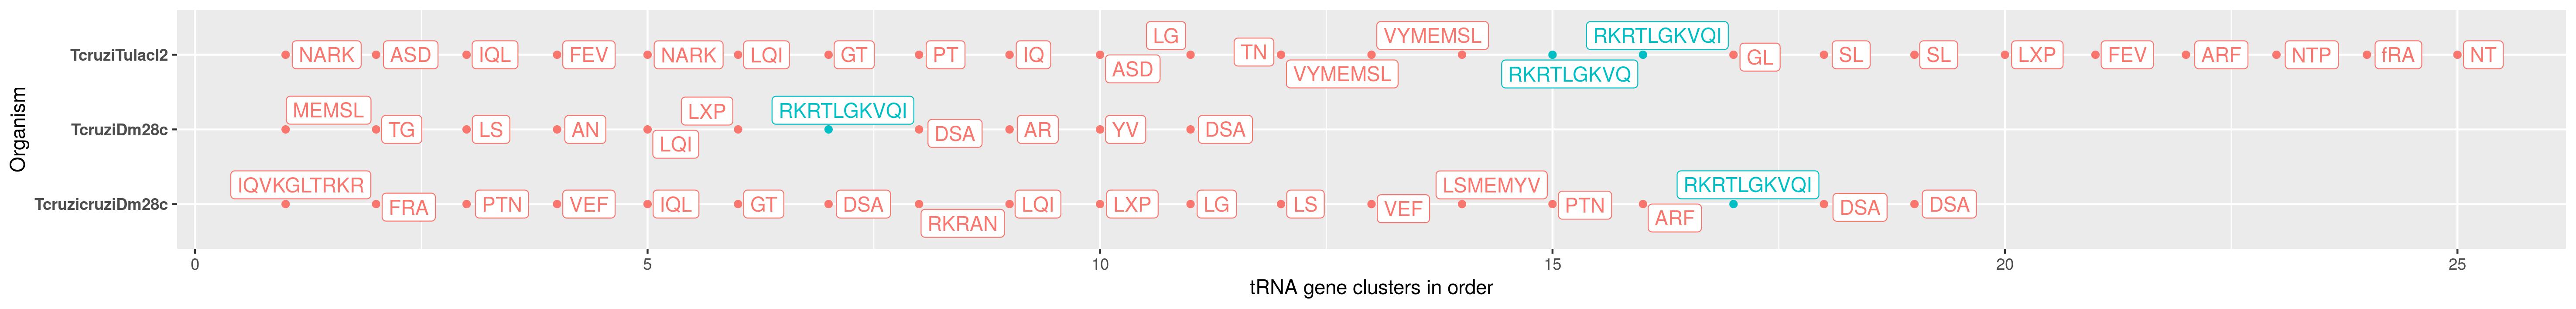 LG VYMEMSL RKRTLGKVQI
TcruziTulacl2 NARK ASD IQL FEV NARK LQI GT PT IQ TN GL SL SL LXP FEV ARF NTP fRA NT
ASD VYMEMSL RKRTLGKVQ
MEMSL LXP RKRTLGKVQI
TcruziDm28c TG LS AN DSA AR YV DSA
LQI
IQVKGLTRKR LSMEMYV RKRTLGKVQI
TcruzicruziDm28c FRA PTN VEF IQL GT DSA LQI LXP LG LS VEF PTN DSA DSA
RKRAN ARF
0 5 10 15 20 25
tRNA gene clusters in order
Organism